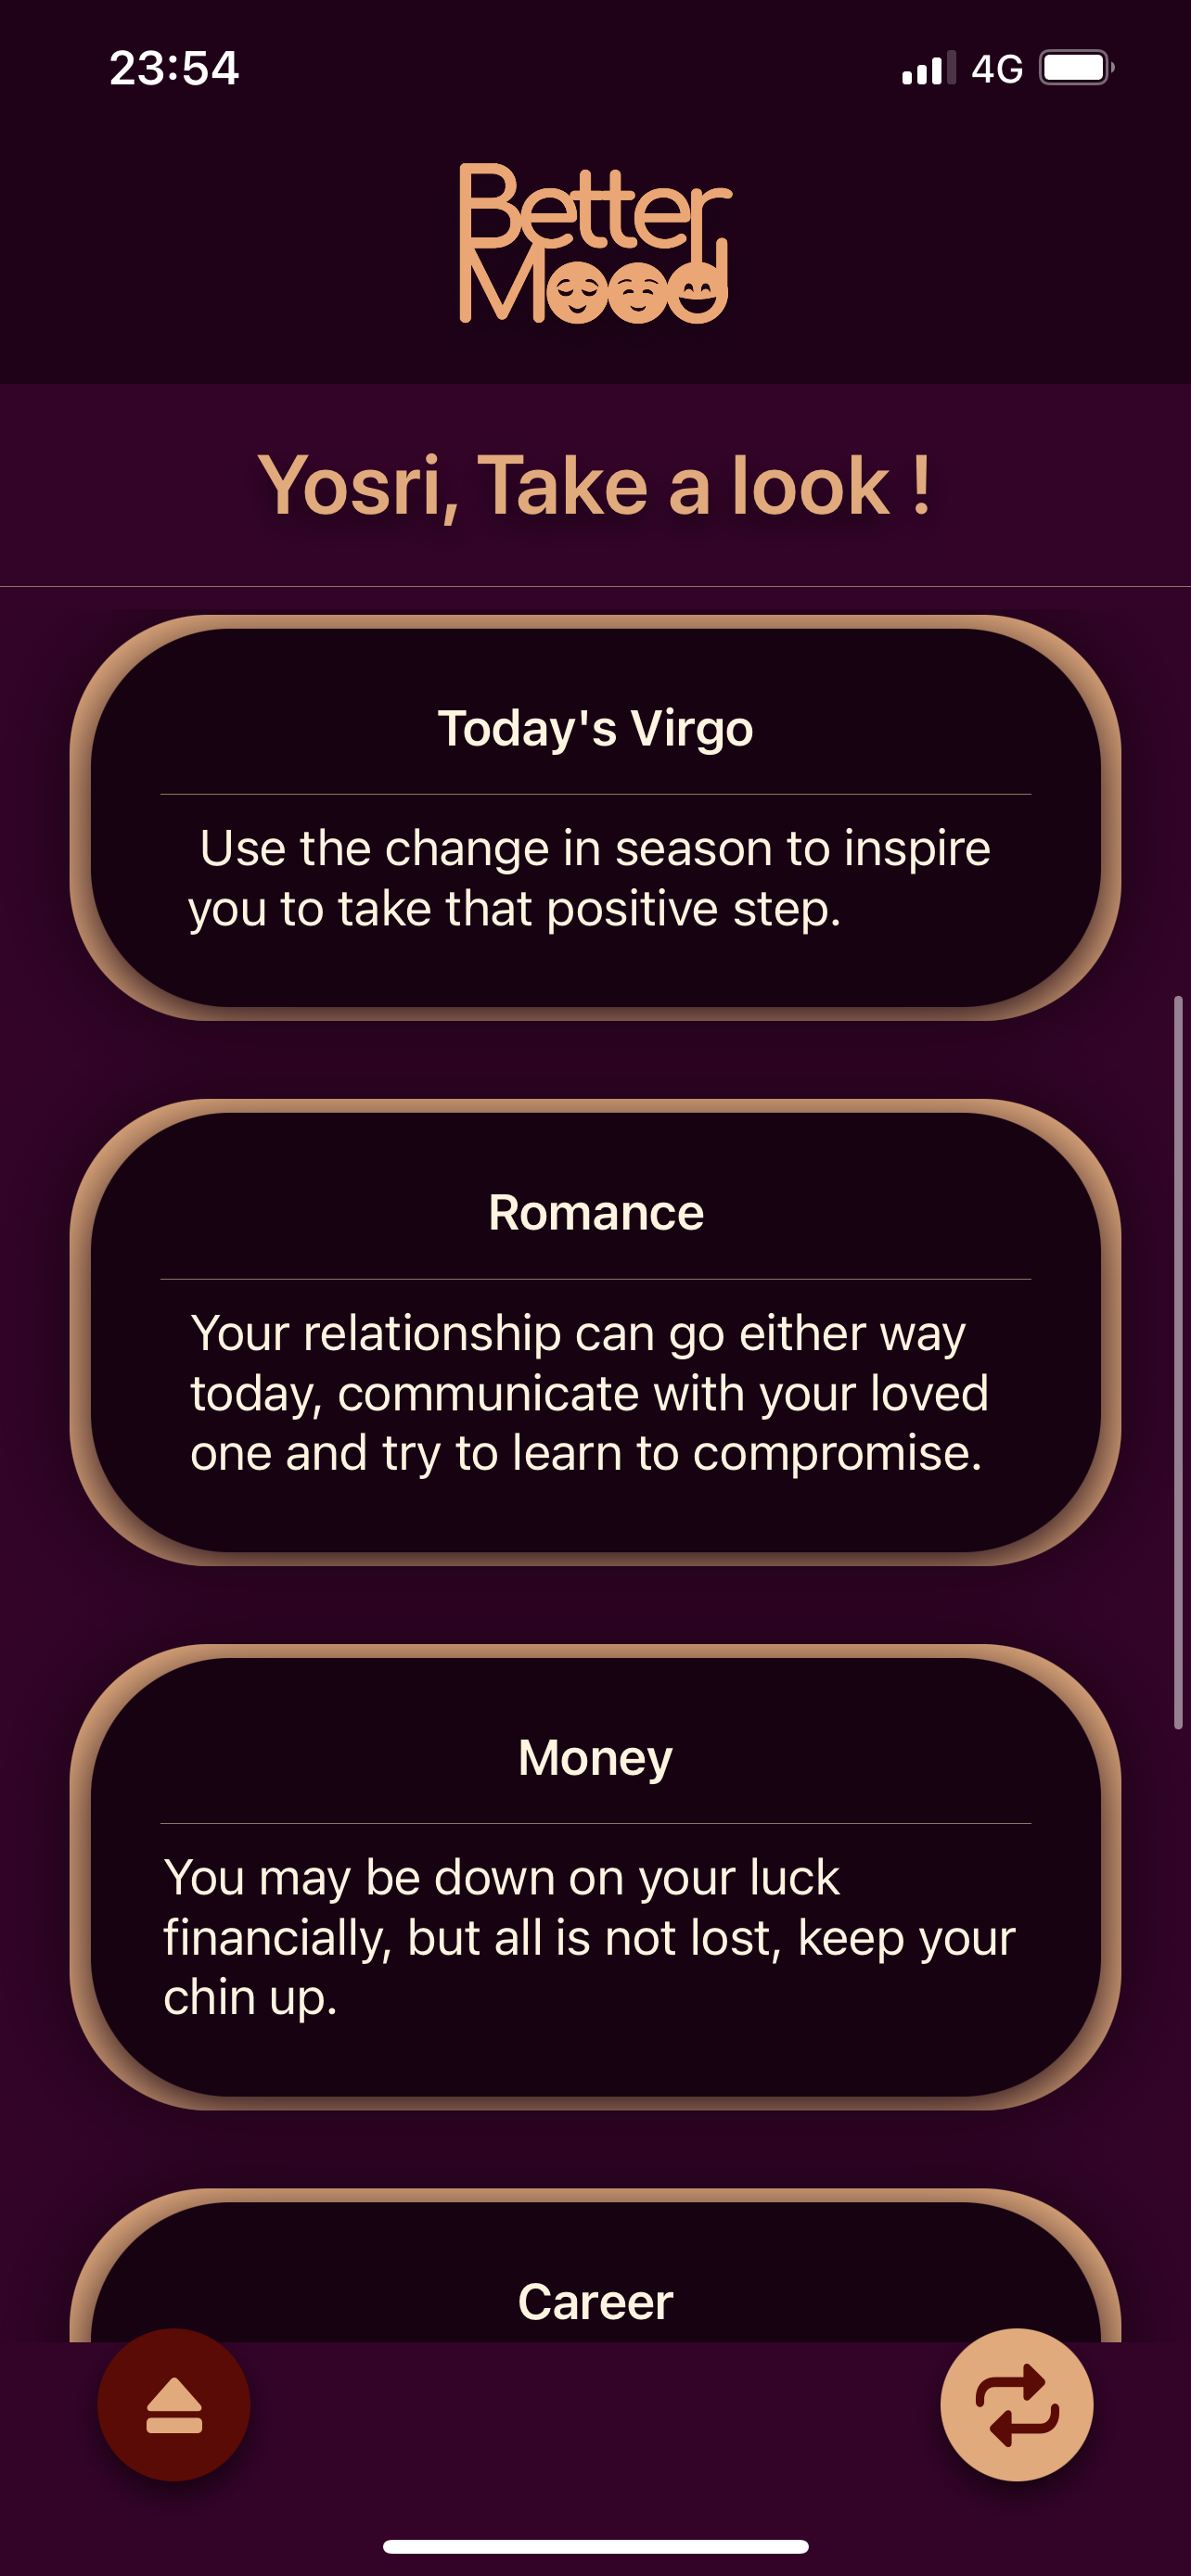 23:54 4G
Better
Mood
Yosri, Take a look !
Today's Virgo
Use the change in season to inspire
you to take that positive step.
Romance
Your relationship can go either way
today, communicate with your loved
one and try to learn to compromise.
Money
You may be down on your luck
financially, but all is not lost, keep your
chin up.
Career